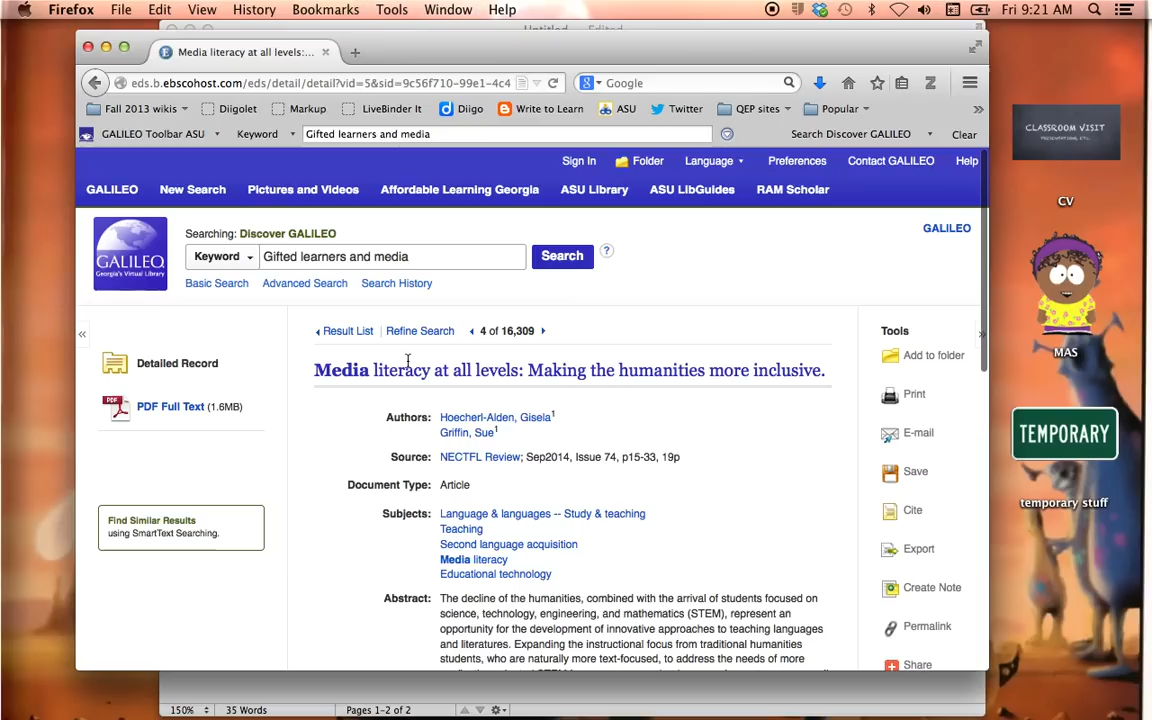 Firefox File Edit View History Bookmarks Tools Window Help Fri 9:21 AM
Media literacy at all levels:...
eds.b.ebscohost.com/eds/detail/detail?vid=5&sid=9c56f710-99e1-4c4 Google
Fall 2013 wikis Diigolet Markup LiveBinder It Diigo Write to Learn ASU Twitter QEP sites Popular
GALILEO Toolbar ASU Keyword Gifted learners and media Search Discover GALILEO Clear
Sign In Folder Language Preferences Contact GALILEO Help
GALILEO New Search Pictures and Videos Affordable Learning Georgia ASU Library ASU LibGuides RAM Scholar
Searching: Discover GALILEO
GALILEO
Keyword Gifted learners and media Search ?
Basic Search Advanced Search Search History
GALILEO
Georgia's Virtual Library
Result List Refine Search 4 of 16,309
Tools
Detailed Record
PDF Full Text (1.6MB)
Find Similar Results
using SmartText Searching.
Media literacy at all levels: Making the humanities more inclusive.
Authors: Hoecherl-Alden, Gisela1
Griffin, Sue1
Source: NECTFL Review; Sep2014, Issue 74, p15-33, 19p
Document Type: Article
Subjects: Language & languages -- Study & teaching
Teaching
Second language acquisition
Media literacy
Educational technology
Abstract: The decline of the humanities, combined with the arrival of students focused on
science, technology, engineering, and mathematics (STEM), represent an
opportunity for the development of innovative approaches to teaching languages
and literatures. Expanding the instructional focus from traditional humanities
students, who are naturally more text-focused, to address the needs of more
Add to folder
Print
E-mail
Save
Cite
Export
Create Note
Permalink
Share
150% 35 Words Pages 1-2 of 2
CLASSROOM VISIT
CV
MAS
TEMPORARY
temporary stuff